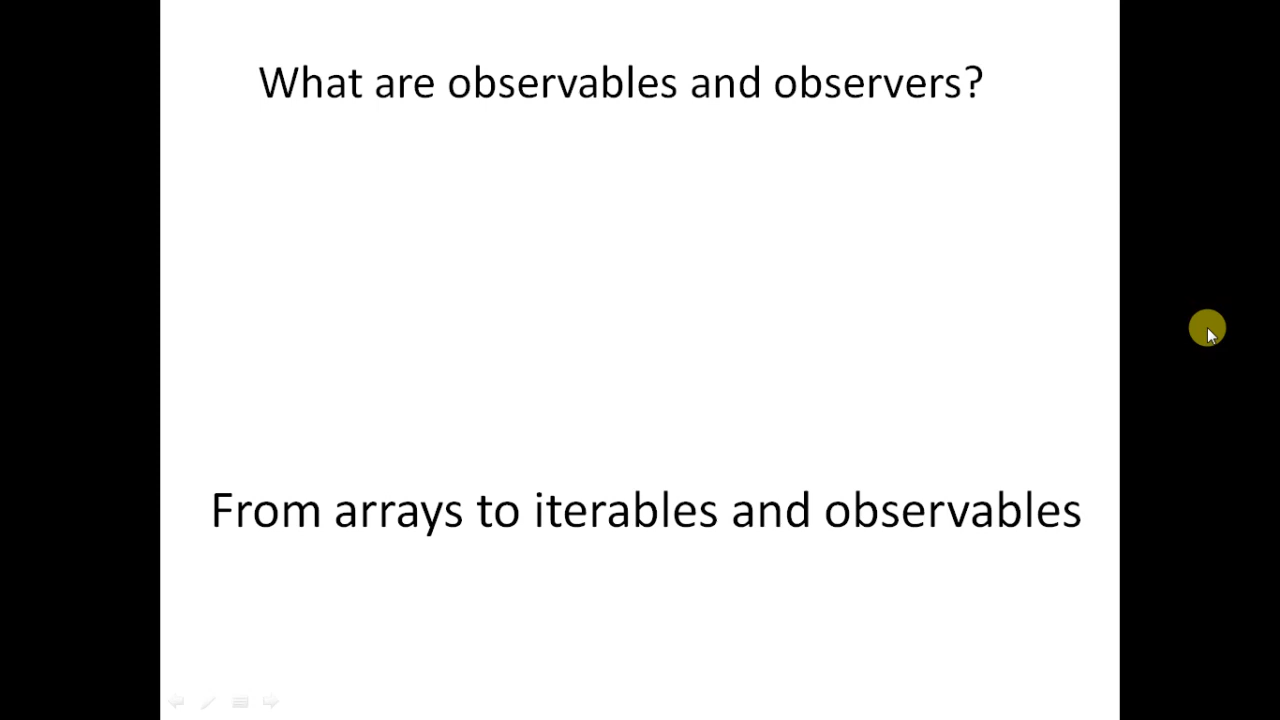 What are observables and observers?
From arrays to iterables and observables